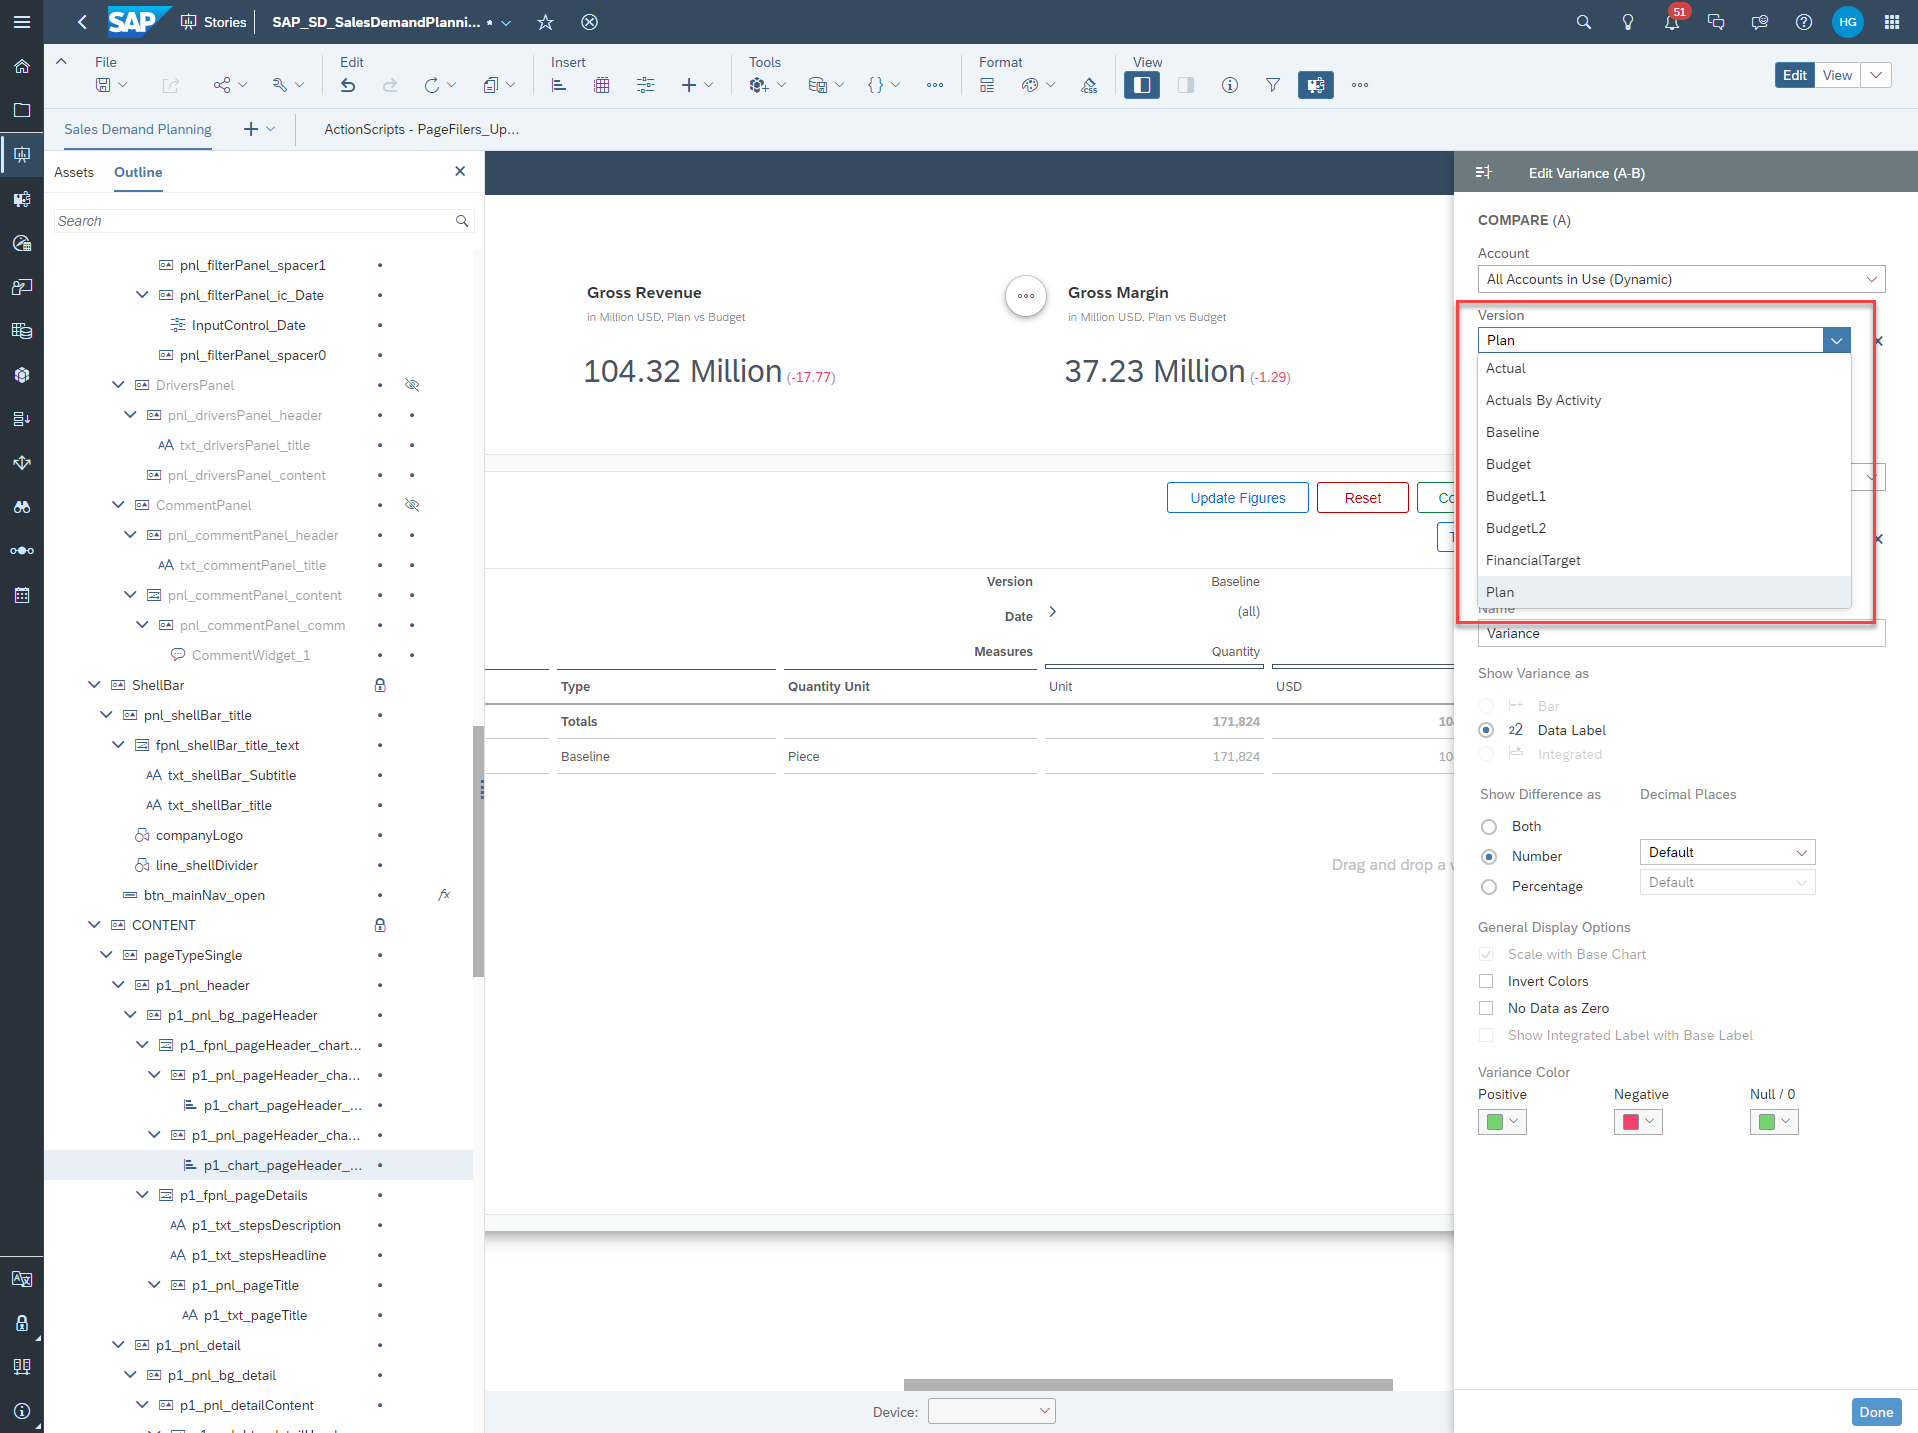 SAP Stories SAP_SD_SalesDemandPlanni... * 51 HG
File Edit Insert Tools Format View
Edit View
Sales Demand Planning ActionScripts - PageFilers_Up...
Assets Outline
Search
pnl_filterPanel_spacer1
pnl_filterPanel_ic_Date
InputControl_Date
pnl_filterPanel_spacer0
DriversPanel
pnl_driversPanel_header
txt_driversPanel_title
pnl_driversPanel_content
CommentPanel
pnl_commentPanel_header
txt_commentPanel_title
pnl_commentPanel_content
pnl_commentPanel_comm
CommentWidget_1
ShellBar
pnl_shellBar_title
fpnl_shellBar_title_text
txt_shellBar_Subtitle
txt_shellBar_title
companyLogo
line_shellDivider
btn_mainNav_open
CONTENT
pageTypeSingle
p1_pnl_header
p1_pnl_bg_pageHeader
p1_fpnl_pageHeader_chart...
p1_pnl_pageHeader_cha...
p1_chart_pageHeader_...
p1_pnl_pageHeader_cha...
p1_chart_pageHeader_...
p1_fpnl_pageDetails
p1_txt_stepsDescription
p1_txt_stepsHeadline
p1_pnl_pageTitle
p1_txt_pageTitle
p1_pnl_detail
p1_pnl_bg_detail
p1_pnl_detailContent
Gross Revenue
in Million USD, Plan vs Budget
104.32 Million (-17.77)
Gross Margin
in Million USD, Plan vs Budget
37.23 Million (-1.29)
Update Figures Reset Co
T
Version Baseline
Date (all)
Measures Quantity
Type Quantity Unit Unit USD
Totals 171,824 10
Baseline Piece 171,824 10
Drag and drop a
Device:
Edit Variance (A-B)
COMPARE (A)
Account
All Accounts in Use (Dynamic)
Version
Plan
Actual
Actuals By Activity
Baseline
Budget
BudgetL1
BudgetL2
FinancialTarget
Plan
Name
Variance
Show Variance as
Bar
Data Label
Integrated
Show Difference as Decimal Places
Both
Number Default
Percentage Default
General Display Options
Scale with Base Chart
Invert Colors
No Data as Zero
Show Integrated Label with Base Label
Variance Color
Positive Negative Null / 0
Done